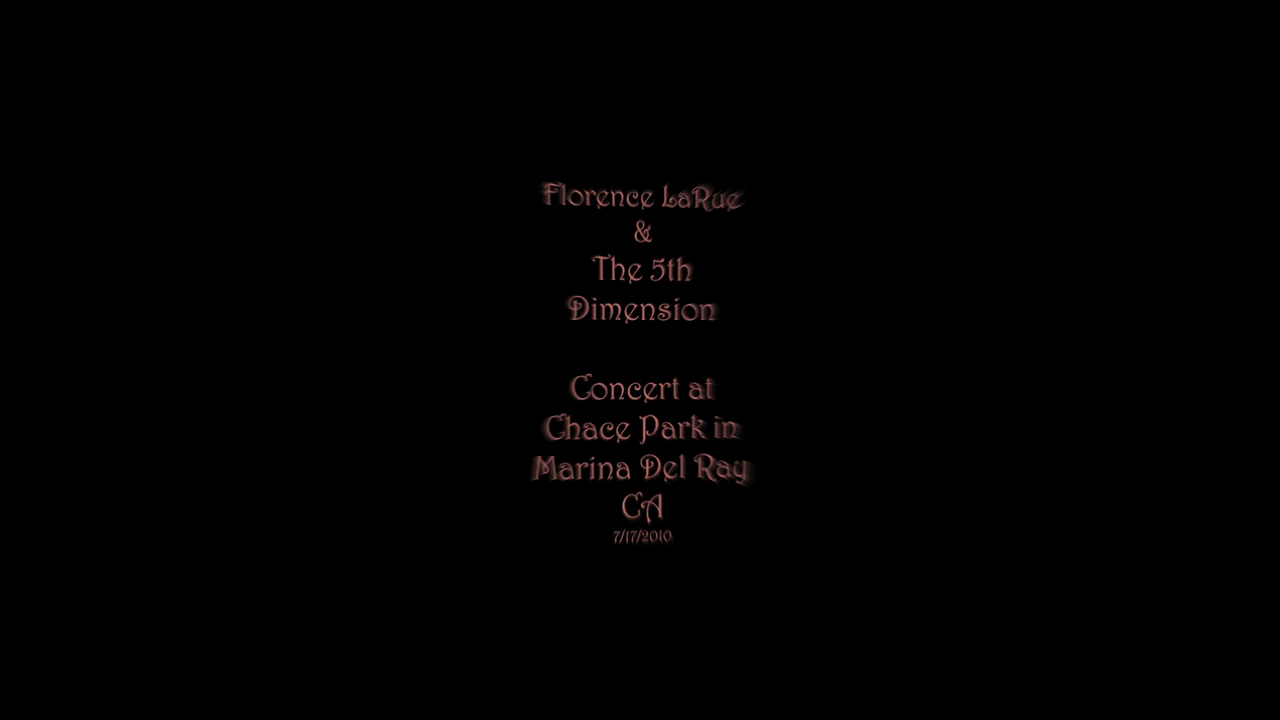 Florence LaRue
&
The 5th
Dimension
Concert at
Chace Park in
Marina Del Ray
CA
7/17/2010